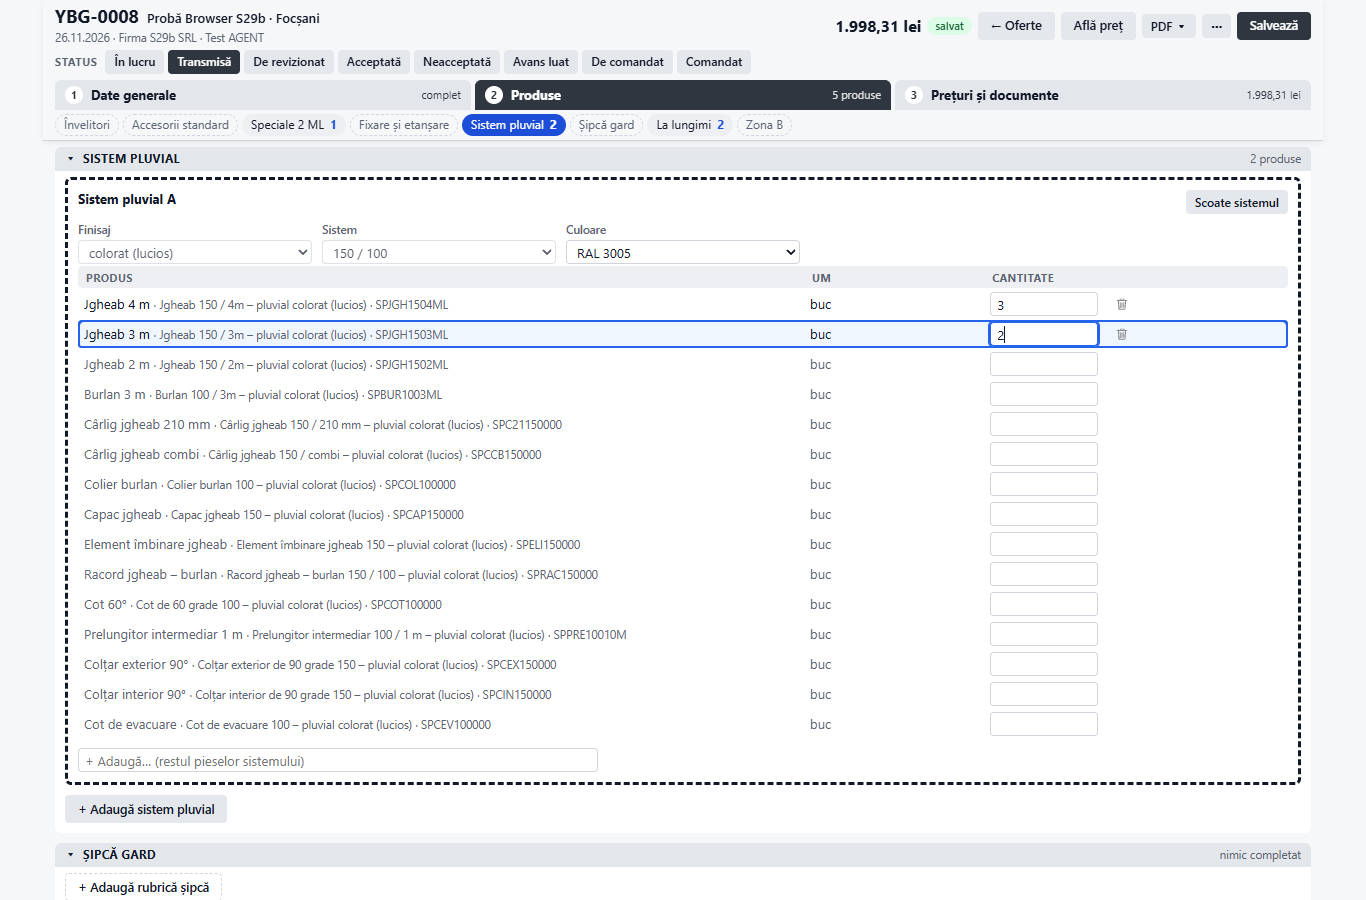 YBG-0008 Probă Browser S29b · Focșani
26.11.2026 · Firma S29b SRL · Test AGENT
1.998,31 lei salvat ← Oferte Află preț PDF ▾ ... Salvează
STATUS În lucru Transmisă De revizionat Acceptată Neacceptată Avans luat De comandat Comandat
1 Date generale complet
2 Produse 5 produse
3 Prețuri și documente 1.998,31 lei
Învelitori Accesorii standard Speciale 2 ML 1 Fixare și etanșare Sistem pluvial 2 Șipcă gard La lungimi 2 Zona B
▾ SISTEM PLUVIAL 2 produse
Sistem pluvial A Scoate sistemul
Finisaj Sistem Culoare
colorat (lucios) 150 / 100 RAL 3005
PRODUS UM CANTITATE
Jgheab 4 m · Jgheab 150 / 4m – pluvial colorat (lucios) · SPJGH1504ML buc 3
Jgheab 3 m · Jgheab 150 / 3m – pluvial colorat (lucios) · SPJGH1503ML buc 2
Jgheab 2 m · Jgheab 150 / 2m – pluvial colorat (lucios) · SPJGH1502ML buc
Burlan 3 m · Burlan 100 / 3m – pluvial colorat (lucios) · SPBUR1003ML buc
Cârlig jgheab 210 mm · Cârlig jgheab 150 / 210 mm – pluvial colorat (lucios) · SPC21150000 buc
Cârlig jgheab combi · Cârlig jgheab 150 / combi – pluvial colorat (lucios) · SPCCB150000 buc
Colier burlan · Colier burlan 100 – pluvial colorat (lucios) · SPCOL100000 buc
Capac jgheab · Capac jgheab 150 – pluvial colorat (lucios) · SPCAP150000 buc
Element îmbinare jgheab · Element îmbinare jgheab 150 – pluvial colorat (lucios) · SPELI150000 buc
Racord jgheab – burlan · Racord jgheab – burlan 150 / 100 – pluvial colorat (lucios) · SPRAC150000 buc
Cot 60° · Cot de 60 grade 100 – pluvial colorat (lucios) · SPCOT100000 buc
Prelungitor intermediar 1 m · Prelungitor intermediar 100 / 1 m – pluvial colorat (lucios) · SPPRE10010M buc
Colțar exterior 90° · Colțar exterior de 90 grade 150 – pluvial colorat (lucios) · SPCEX150000 buc
Colțar interior 90° · Colțar interior de 90 grade 150 – pluvial colorat (lucios) · SPCIN150000 buc
Cot de evacuare · Cot de evacuare 100 – pluvial colorat (lucios) · SPCEV100000 buc
+ Adaugă... (restul pieselor sistemului)
+ Adaugă sistem pluvial
▾ ȘIPCĂ GARD nimic completat
+ Adaugă rubrică șipcă